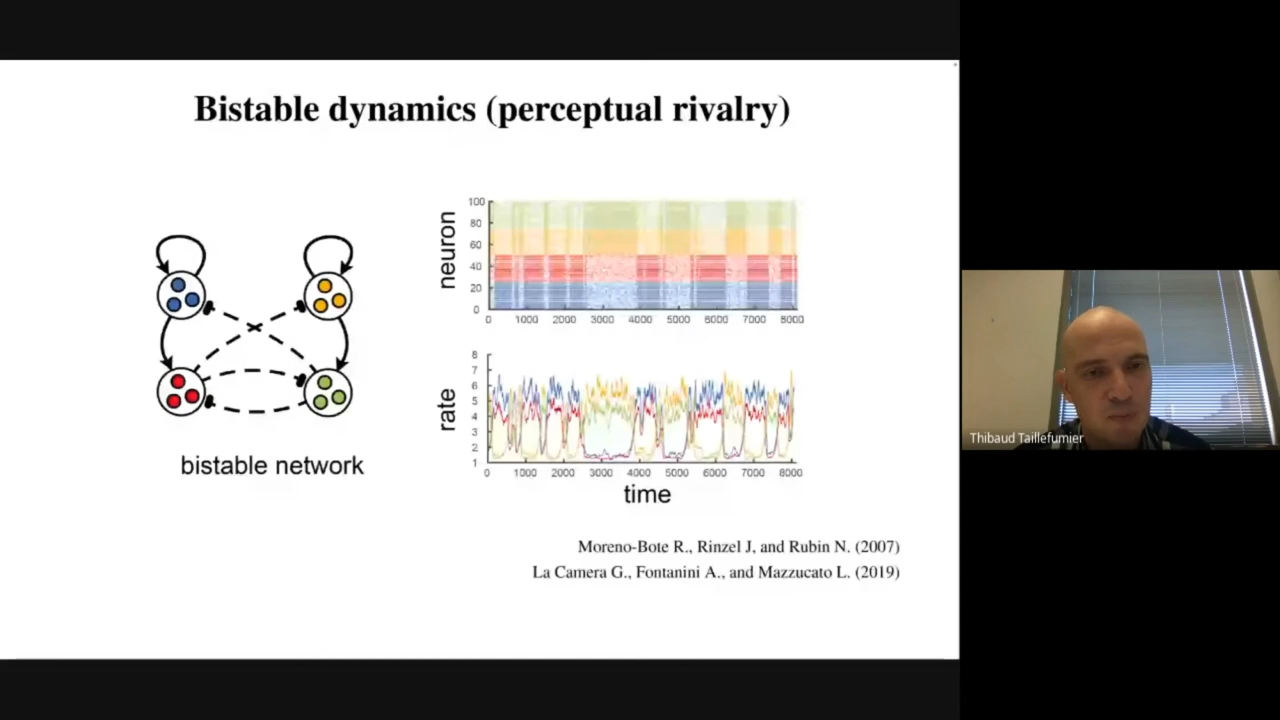 Bistable dynamics (perceptual rivalry)
bistable network
neuron
100
80
60
40
20
0
0 1000 2000 3000 4000 5000 6000 7000 8000
rate
8
7
6
5
4
3
2
1
0 1000 2000 3000 4000 5000 6000 7000 8000
time
Moreno-Bote R., Rinzel J, and Rubin N. (2007)
La Camera G., Fontanini A., and Mazzucato L. (2019)
Thibaud Taillefumier